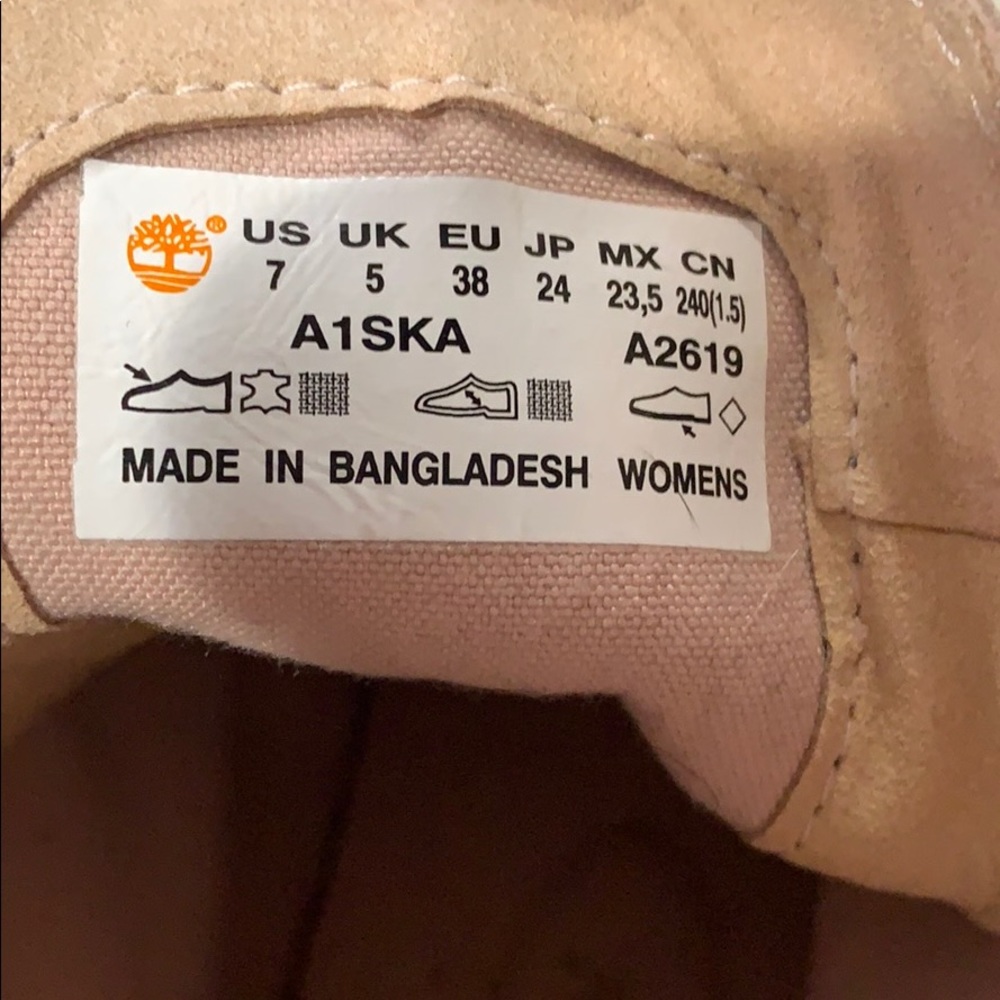 ® US UK EU JP MX CN
7 5 38 24 23,5 240(1.5)
A1SKA A2619
MADE IN BANGLADESH WOMENS